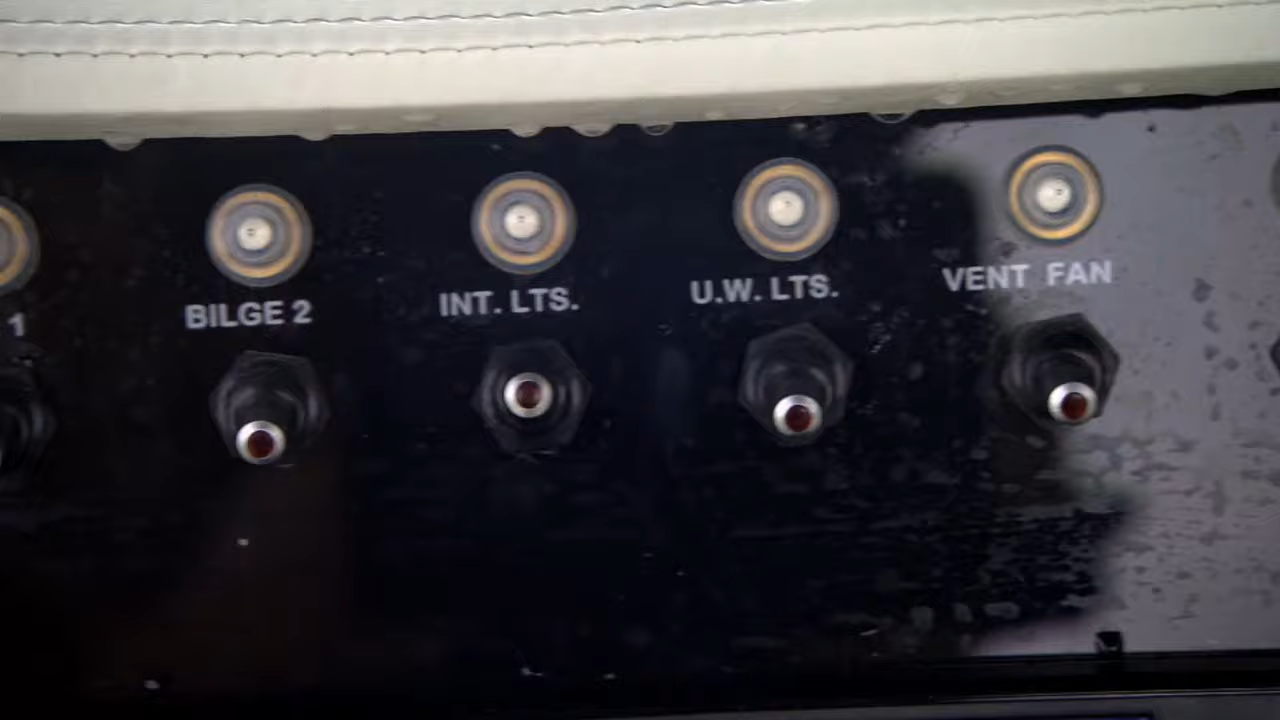 1
BILGE 2
INT. LTS.
U.W. LTS.
VENT FAN